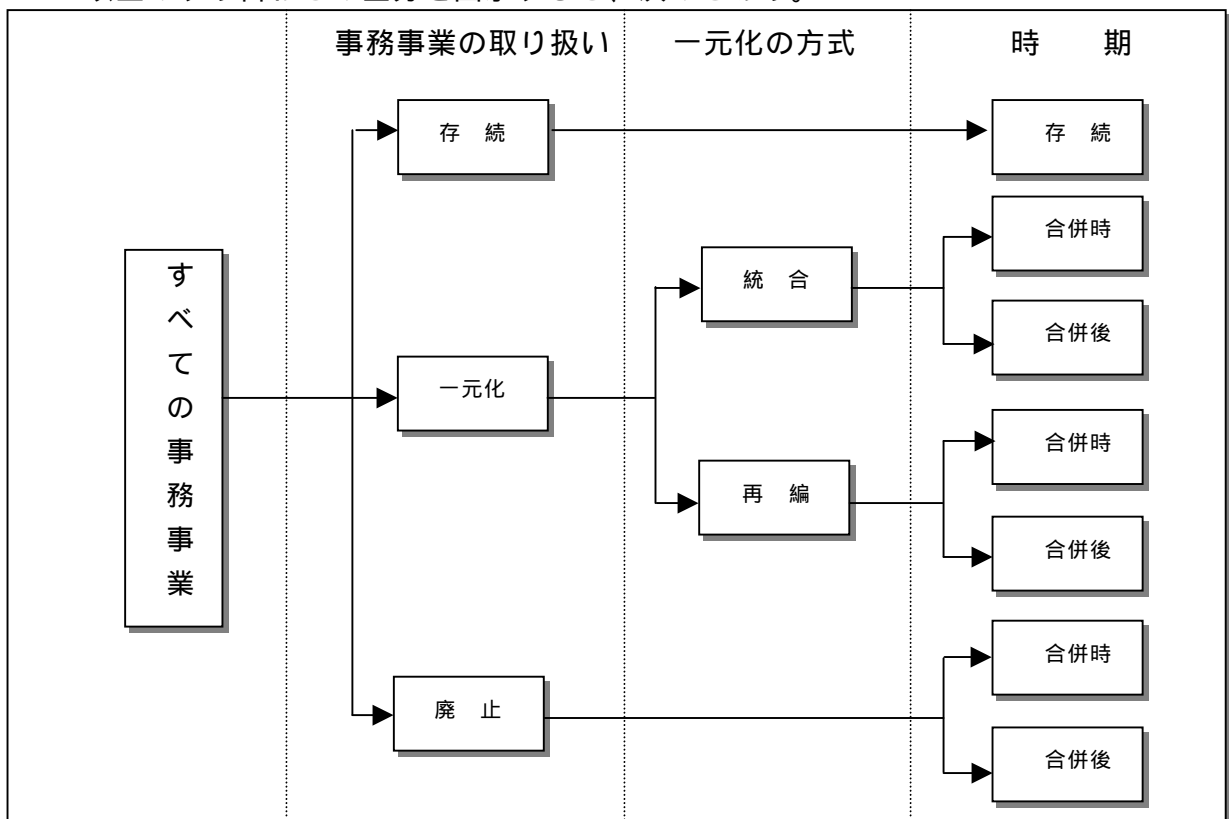 事務事業の取り扱い
一元化の方式
時　　期
すべての事務事業
存　続
一元化
廃　止
統　合
再　編
存　続
合併時
合併後
合併時
合併後
合併時
合併後